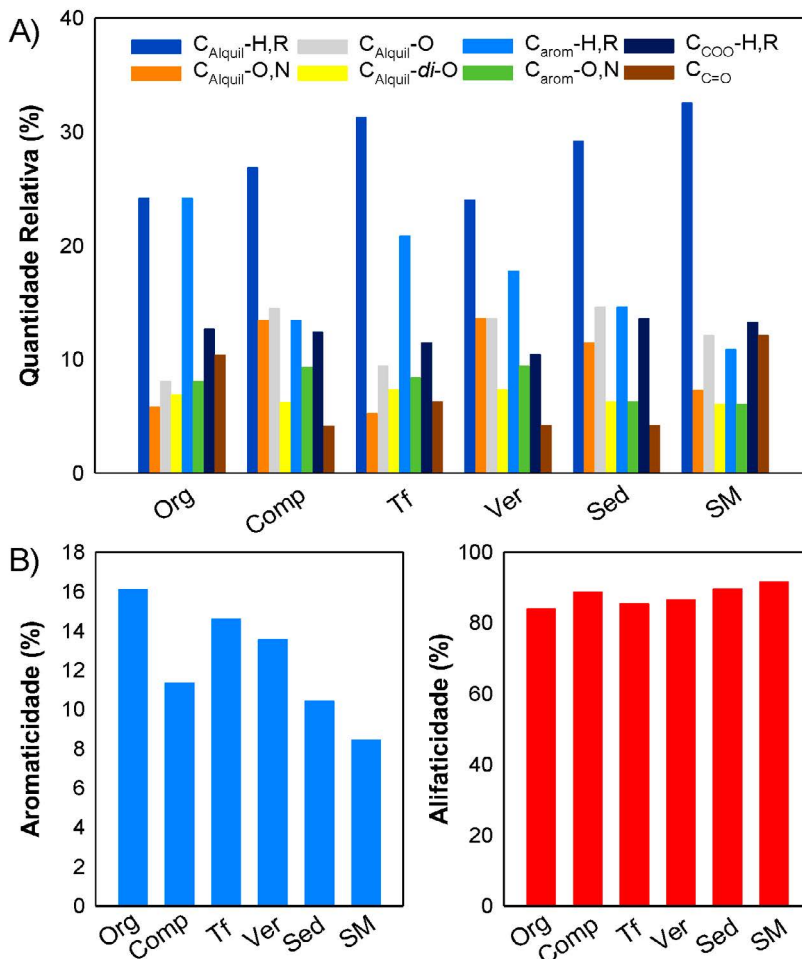 A)
40
30
20
10
0
Quantidade Relativa (%)
C_Alquil-H,R C_Alquil-O C_arom-H,R C_COO-H,R
C_Alquil-O,N C_Alquil-di-O C_arom-O,N C_C=O
Org Comp Tf Ver Sed SM
B)
18
16
14
12
10
8
6
4
2
0
Aromaticidade (%)
Org Comp Tf Ver Sed SM
100
80
60
40
20
0
Alifaticidade (%)
Org Comp Tf Ver Sed SM